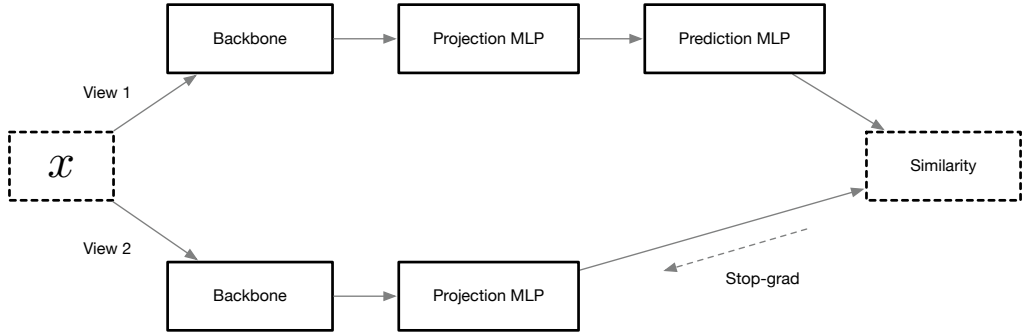 Backbone
Projection MLP
Prediction MLP
View 1
x
Similarity
View 2
Stop-grad
Backbone
Projection MLP